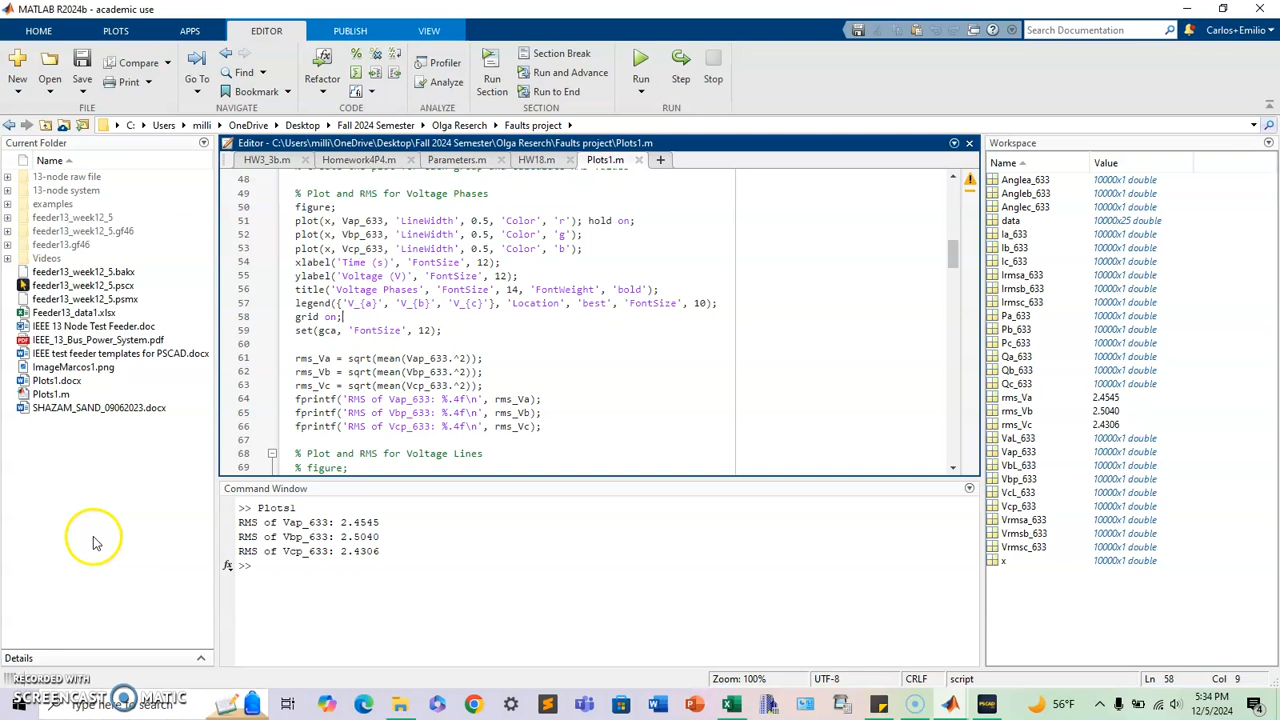 MATLAB R2024b - academic use
HOME PLOTS APPS EDITOR PUBLISH VIEW
Search Documentation
Carlos+Emilio
New Open Save Compare Print
Go To Find Bookmark
Refactor
Profiler
Analyze
Run Section
Section Break
Run and Advance
Run to End
Run Step Stop
FILE NAVIGATE CODE ANALYZE SECTION RUN
C: Users milli OneDrive Desktop Fall 2024 Semester Olga Reserch Faults project
Current Folder
Name
13-node raw file
13-node system
examples
feeder13_week12_5
feeder13_week12_5.gf46
feeder13.gf46
Videos
feeder13_week12_5.bakx
feeder13_week12_5.pscx
feeder13_week12_5.psmx
Feeder13_data1.xlsx
IEEE 13 Node Test Feeder.doc
IEEE_13_Bus_Power_System.pdf
IEEE test feeder templates for PSCAD.docx
ImageMarcos1.png
Plots1.docx
Plots1.m
SHAZAM_SAND_09062023.docx
Details
Editor - C:\Users\milli\OneDrive\Desktop\Fall 2024 Semester\Olga Reserch\Faults project\Plots1.m
HW3_3b.m Homework4P4.m Parameters.m HW18.m Plots1.m
48
49 % Plot and RMS for Voltage Phases
50 figure;
51 plot(x, Vap_633, 'LineWidth', 0.5, 'Color', 'r'); hold on;
52 plot(x, Vbp_633, 'LineWidth', 0.5, 'Color', 'g');
53 plot(x, Vcp_633, 'LineWidth', 0.5, 'Color', 'b');
54 xlabel('Time (s)', 'FontSize', 12);
55 ylabel('Voltage (V)', 'FontSize', 12);
56 title('Voltage Phases', 'FontSize', 14, 'FontWeight', 'bold');
57 legend({'V_{a}', 'V_{b}', 'V_{c}'}, 'Location', 'best', 'FontSize', 10);
58 grid on;
59 set(gca, 'FontSize', 12);
60
61 rms_Va = sqrt(mean(Vap_633.^2));
62 rms_Vb = sqrt(mean(Vbp_633.^2));
63 rms_Vc = sqrt(mean(Vcp_633.^2));
64 fprintf('RMS of Vap_633: %.4f\n', rms_Va);
65 fprintf('RMS of Vbp_633: %.4f\n', rms_Vb);
66 fprintf('RMS of Vcp_633: %.4f\n', rms_Vc);
67
68 % Plot and RMS for Voltage Lines
69 % figure;
Command Window
>> Plots1
RMS of Vap_633: 2.4545
RMS of Vbp_633: 2.5040
RMS of Vcp_633: 2.4306
fx >>
Workspace
Name Value
Anglea_633 10000x1 double
Angleb_633 10000x1 double
Anglec_633 10000x1 double
data 10000x25 double
Ia_633 10000x1 double
Ib_633 10000x1 double
Ic_633 10000x1 double
Irmsa_633 10000x1 double
Irmsb_633 10000x1 double
Irmsc_633 10000x1 double
Pa_633 10000x1 double
Pb_633 10000x1 double
Pc_633 10000x1 double
Qa_633 10000x1 double
Qb_633 10000x1 double
Qc_633 10000x1 double
rms_Va 2.4545
rms_Vb 2.5040
rms_Vc 2.4306
VaL_633 10000x1 double
Vap_633 10000x1 double
VbL_633 10000x1 double
Vbp_633 10000x1 double
VcL_633 10000x1 double
Vcp_633 10000x1 double
Vrmsa_633 10000x1 double
Vrmsb_633 10000x1 double
Vrmsc_633 10000x1 double
x 10000x1 double
Zoom: 100% UTF-8 CRLF script Ln 58 Col 9
RECORDED WITH
SCREENCAST MATIC
Type here to search
56°F
5:34 PM
12/5/2024